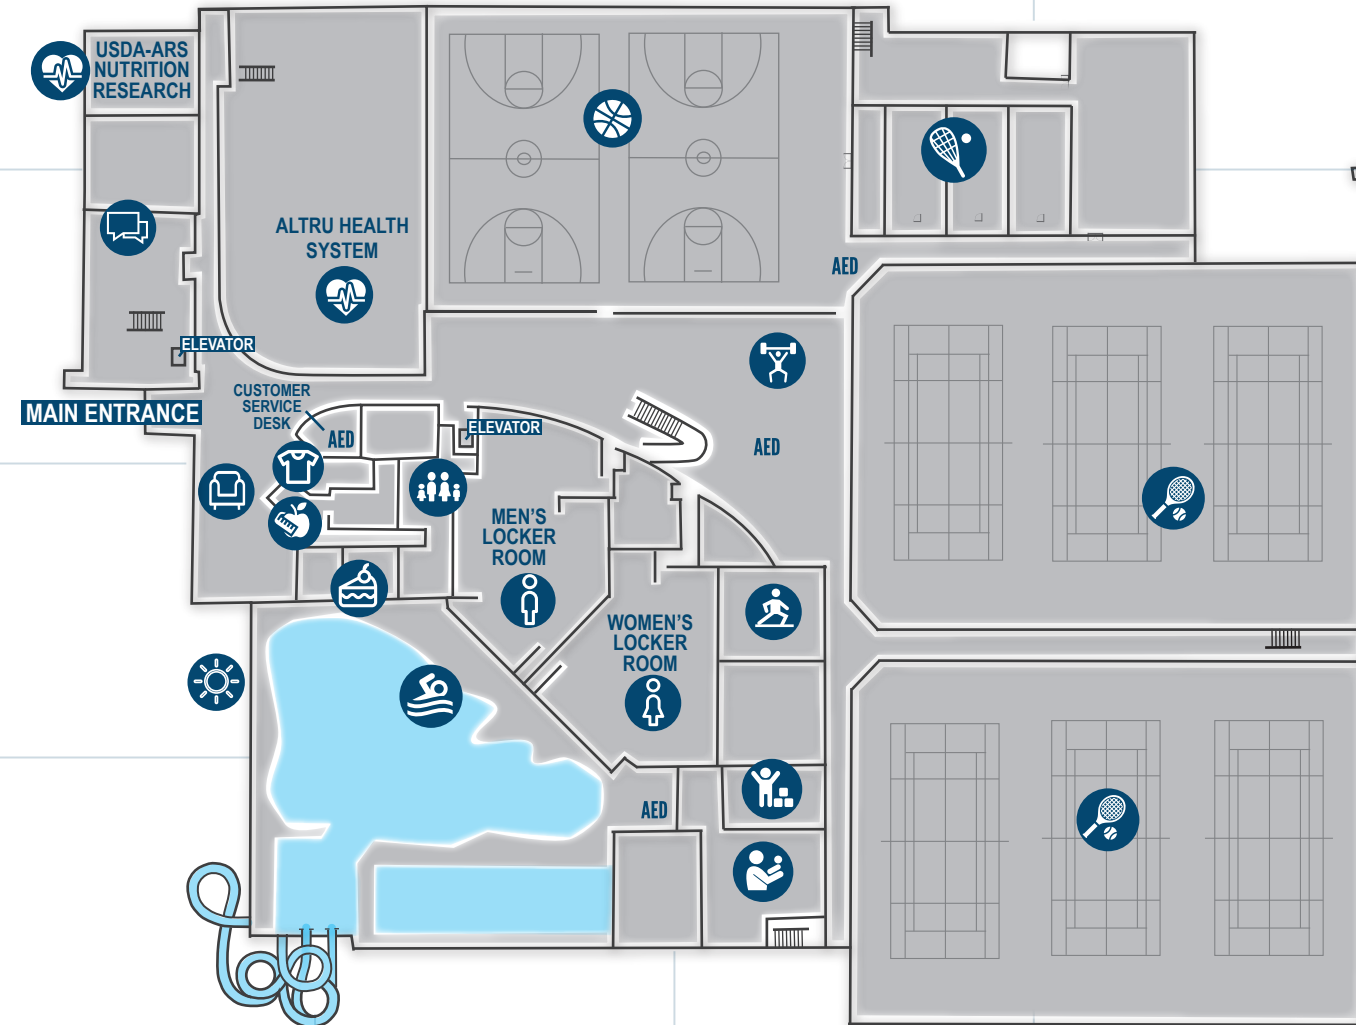 USDA-ARS
NUTRITION
RESEARCH
ALTRU HEALTH
SYSTEM
AED
ELEVATOR
MAIN ENTRANCE
CUSTOMER
SERVICE
DESK
AED
ELEVATOR
AED
MEN'S
LOCKER
ROOM
WOMEN'S
LOCKER
ROOM
AED